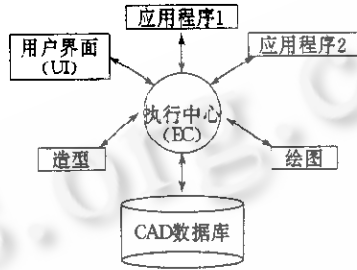 应用程序1
用户界面
(UI)
应用程序2
执行中心
(EC)
造型
绘图
CAD数据库